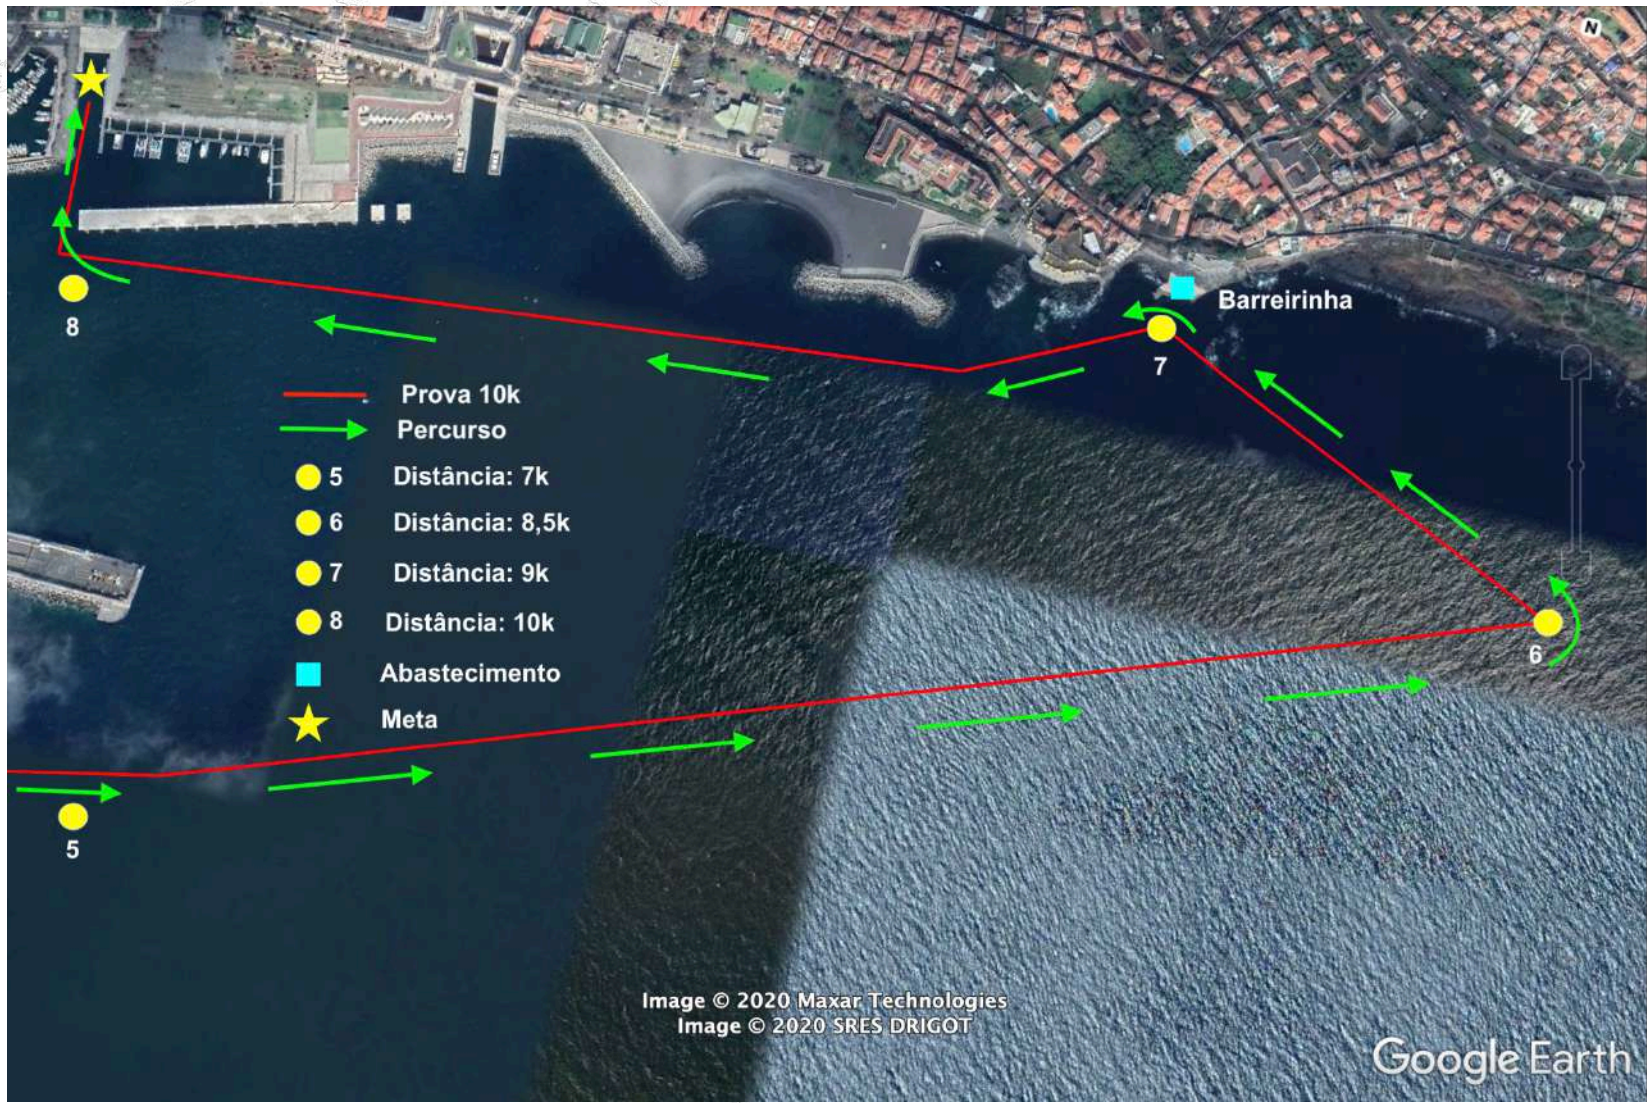 N
Barreirinha
8
7
Prova 10k
Percurso
5 Distância: 7k
6 Distância: 8,5k
7 Distância: 9k
8 Distância: 10k
Abastecimento
Meta
6
5
Image © 2020 Maxar Technologies
Image © 2020 SRES DRIGOT
Google Earth